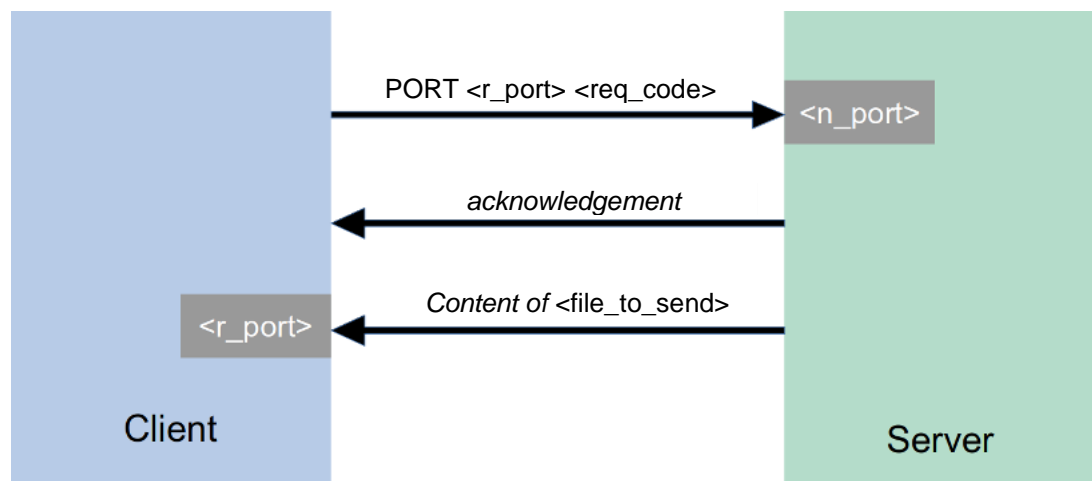 PORT <r_port> <req_code>
<n_port>
acknowledgement
Content of <file_to_send>
<r_port>
Client
Server